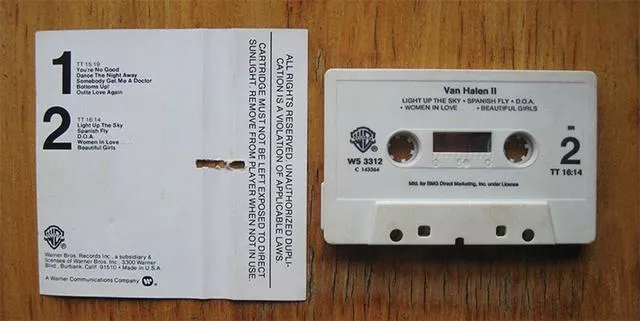 1
TT 15:19
You're No Good
Dance The Night Away
Somebody Get Me A Doctor
Bottoms Up!
Outta Love Again
2
TT 16:14
Light Up The Sky
Spanish Fly
D.O.A.
Women In Love .....
Beautiful Girls
Warner Bros. Records Inc., a subsidiary &
licensee of Warner Bros. Inc., 3300 Warner
Blvd., Burbank, Calif. 91510 • Made in U.S.A.
A Warner Communications Company
ALL RIGHTS RESERVED. UNAUTHORIZED DUPLI-
CATION IS A VIOLATION OF APPLICABLE LAWS.
CARTRIDGE MUST NOT BE LEFT EXPOSED TO DIRECT
SUNLIGHT. REMOVE FROM PLAYER WHEN NOT IN USE.
Van Halen II
LIGHT UP THE SKY • SPANISH FLY • D.O.A.
• WOMEN IN LOVE • BEAUTIFUL GIRLS
W5 3312
C 143364
2
TT 16:14
Mfd. for BMG Direct Marketing, Inc. under License